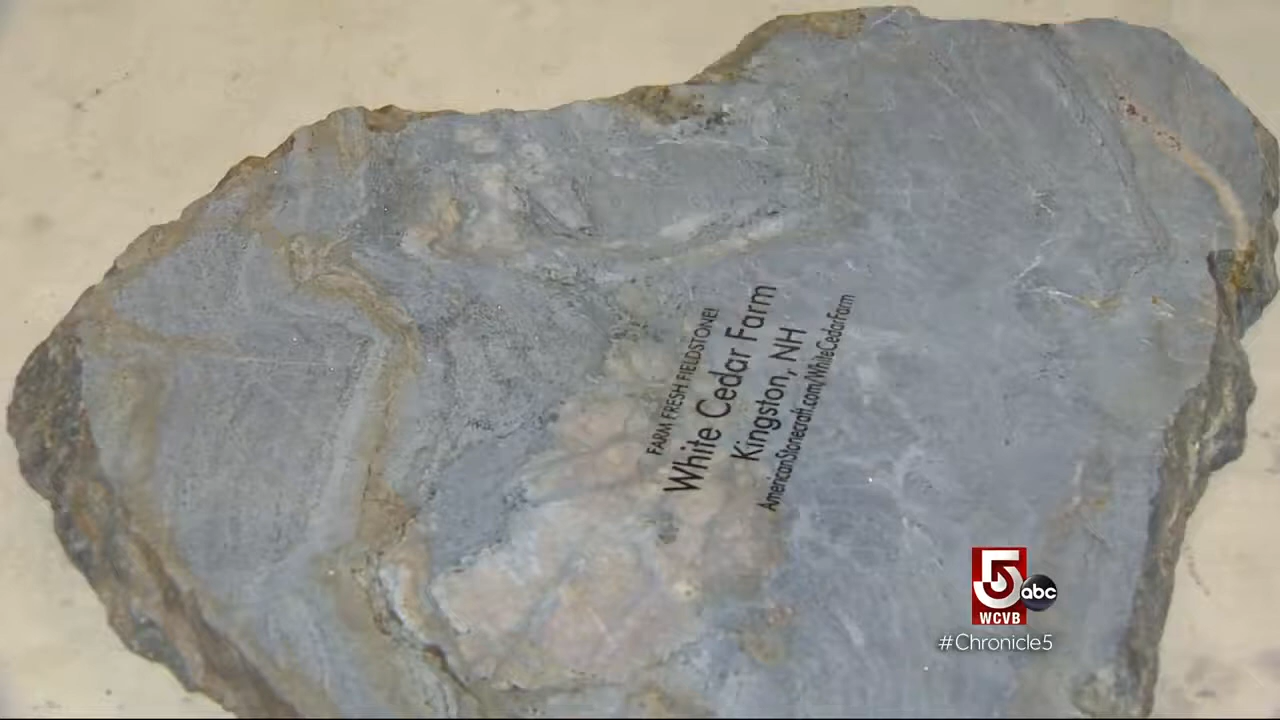 FARM FRESH FIELDSTONE!
White Cedar Farm
Kingston, NH
AmericanStonecraft.com/WhiteCedarFarm
5
abc
WCVB
#Chronicle5